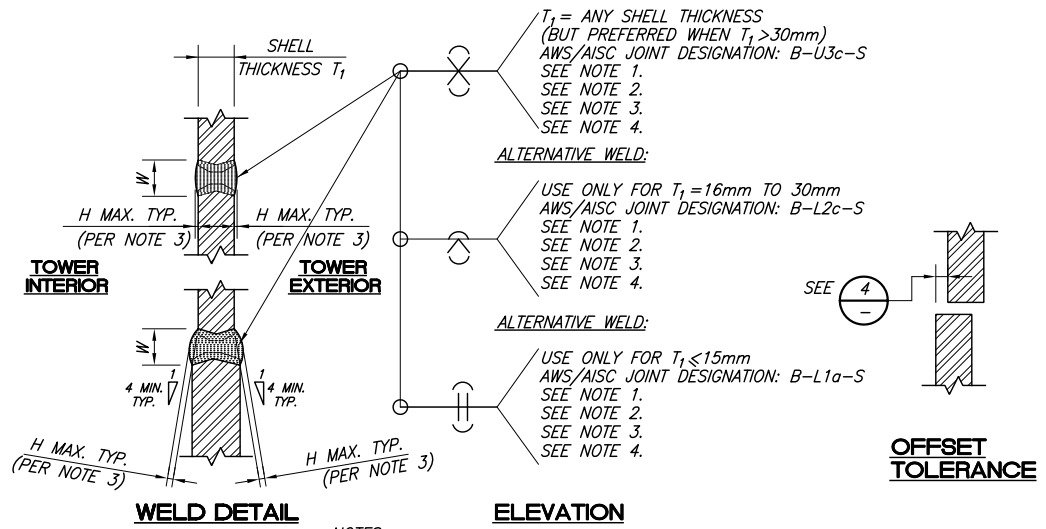 SHELL
THICKNESS T₁
W
H MAX. TYP.
(PER NOTE 3)
H MAX. TYP.
(PER NOTE 3)
TOWER
INTERIOR
TOWER
EXTERIOR
W
1
4 MIN.
TYP.
1
4 MIN.
TYP.
H MAX. TYP.
(PER NOTE 3)
H MAX. TYP.
(PER NOTE 3)
WELD DETAIL
T₁ = ANY SHELL THICKNESS
(BUT PREFERRED WHEN T₁ >30mm)
AWS/AISC JOINT DESIGNATION: B-U3c-S
SEE NOTE 1.
SEE NOTE 2.
SEE NOTE 3.
SEE NOTE 4.
ALTERNATIVE WELD:
USE ONLY FOR T₁ =16mm TO 30mm
AWS/AISC JOINT DESIGNATION: B-L2c-S
SEE NOTE 1.
SEE NOTE 2.
SEE NOTE 3.
SEE NOTE 4.
ALTERNATIVE WELD:
USE ONLY FOR T₁ ⩽15mm
AWS/AISC JOINT DESIGNATION: B-L1a-S
SEE NOTE 1.
SEE NOTE 2.
SEE NOTE 3.
SEE NOTE 4.
ELEVATION
SEE
4
–
OFFSET
TOLERANCE